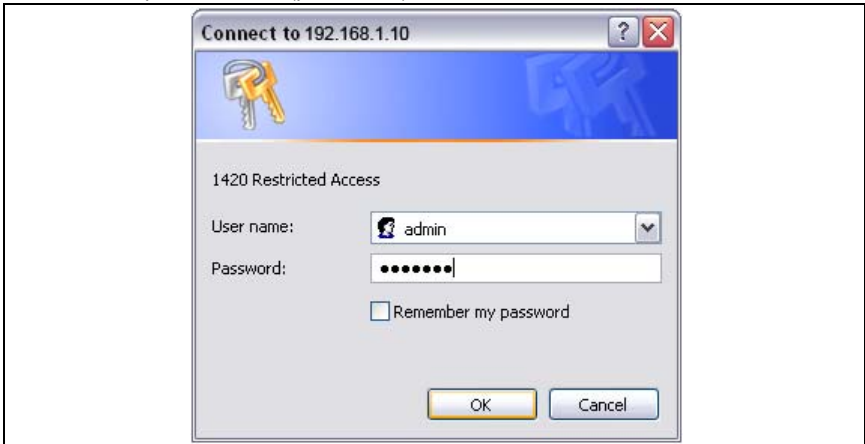 Connect to 192.168.1.10
1420 Restricted Access
User name:
admin
Password:
●●●●●●●
Remember my password
OK
Cancel